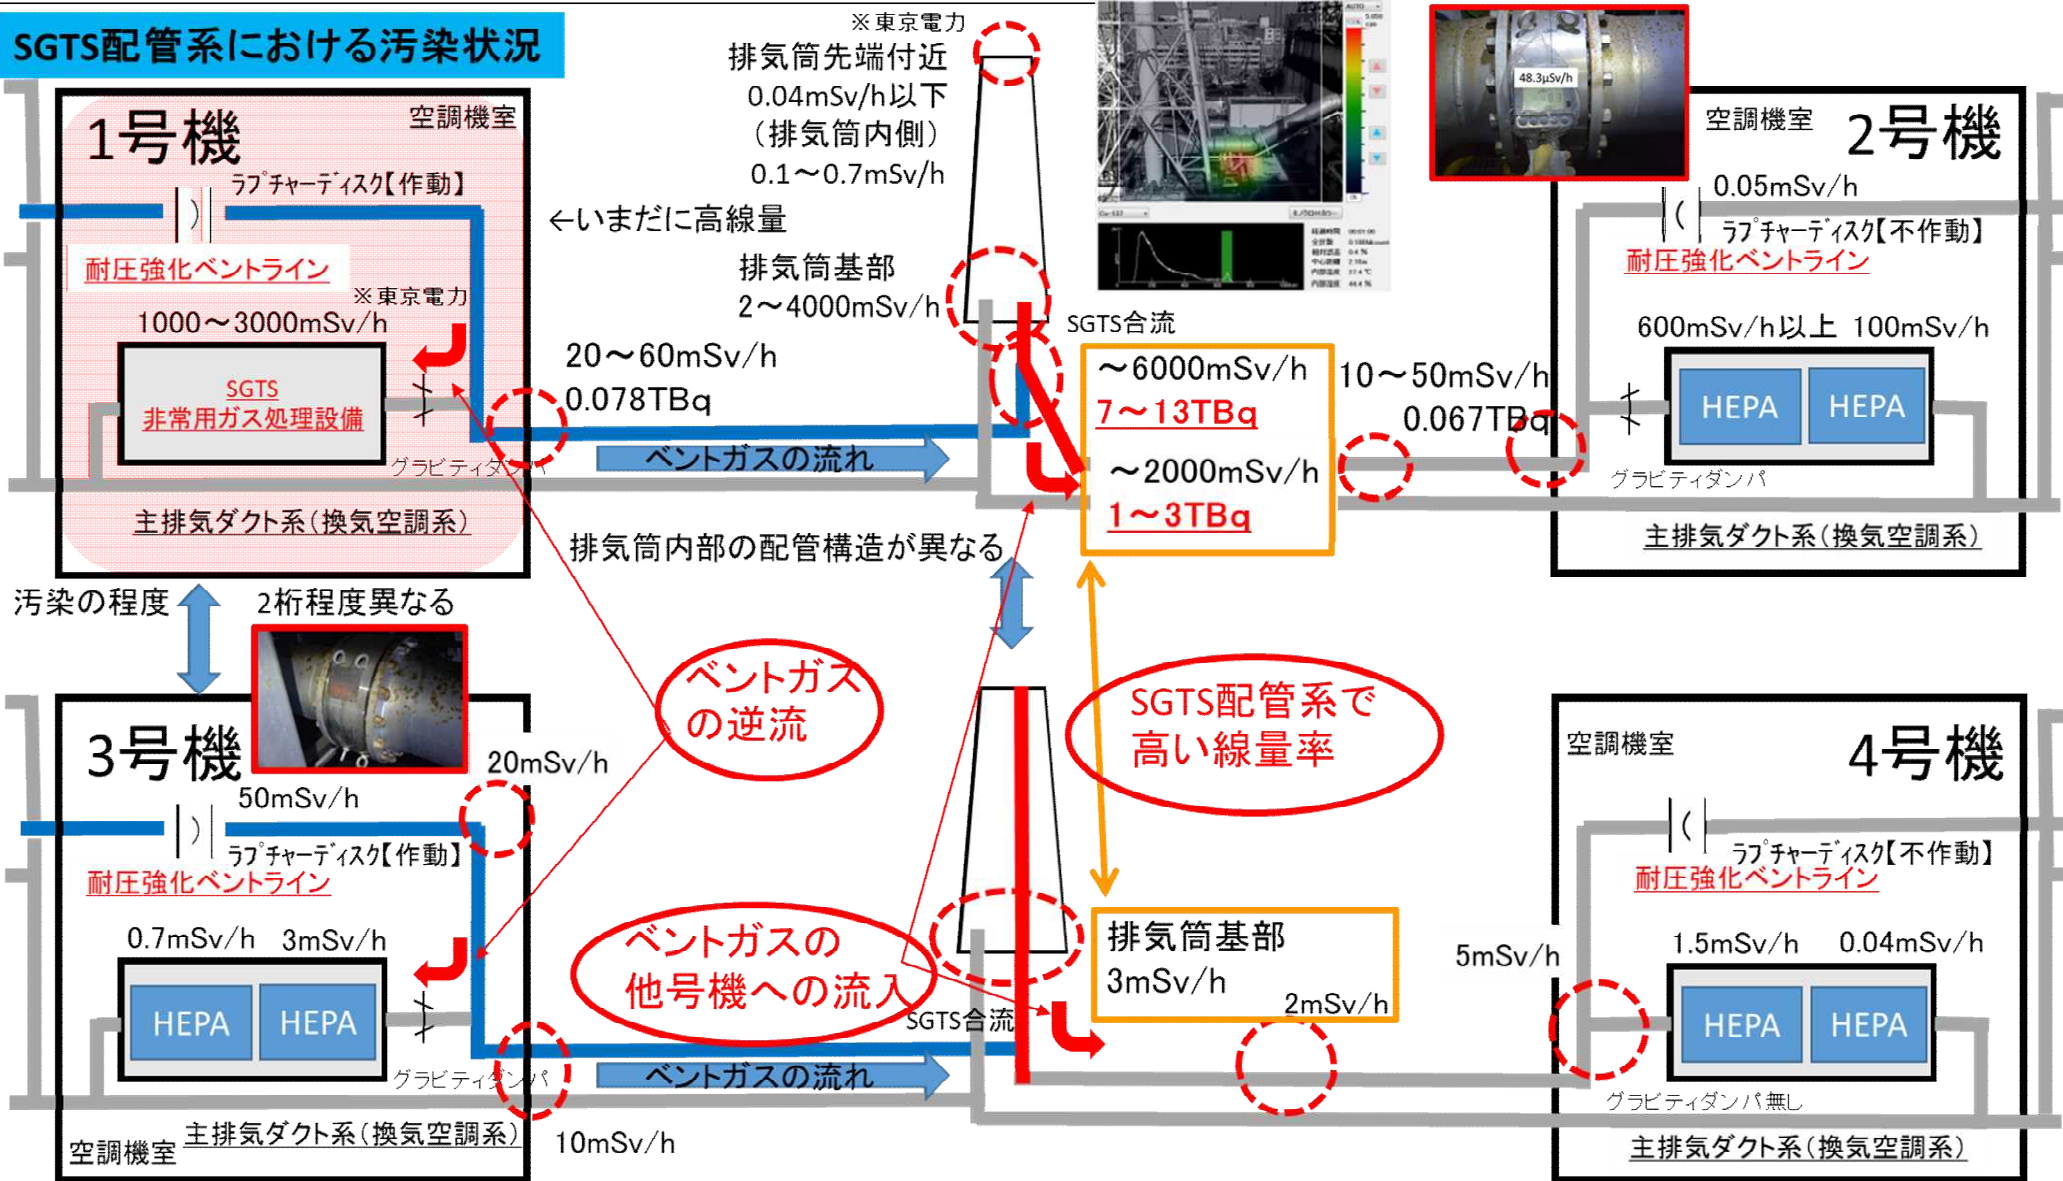 SGTS配管系における汚染状況
※東京電力
排気筒先端付近
0.04mSv/h以下
(排気筒内側)
0.1～0.7mSv/h
AUTO
48.3μSv/h
1号機
空調機室
ラプチャーディスク【作動】
耐圧強化ベントライン
※東京電力
1000～3000mSv/h
SGTS
非常用ガス処理設備
グラビティダンパ
主排気ダクト系(換気空調系)
←いまだに高線量
排気筒基部
2～4000mSv/h
20～60mSv/h
0.078TBq
ベントガスの流れ
SGTS合流
～6000mSv/h
7～13TBq
～2000mSv/h
1～3TBq
10～50mSv/h
0.067TBq
排気筒内部の配管構造が異なる
空調機室
2号機
0.05mSv/h
ラプチャーディスク【不作動】
耐圧強化ベントライン
600mSv/h以上 100mSv/h
HEPA HEPA
グラビティダンパ
主排気ダクト系(換気空調系)
汚染の程度
2桁程度異なる
ベントガス
の逆流
SGTS配管系で
高い線量率
3号機
20mSv/h
50mSv/h
ラプチャーディスク【作動】
耐圧強化ベントライン
0.7mSv/h 3mSv/h
HEPA HEPA
グラビティダンパ
空調機室
主排気ダクト系(換気空調系)
10mSv/h
ベントガスの
他号機への流入
SGTS合流
ベントガスの流れ
排気筒基部
3mSv/h
2mSv/h
5mSv/h
空調機室
4号機
ラプチャーディスク【不作動】
耐圧強化ベントライン
1.5mSv/h 0.04mSv/h
HEPA HEPA
グラビティダンパ無し
主排気ダクト系(換気空調系)